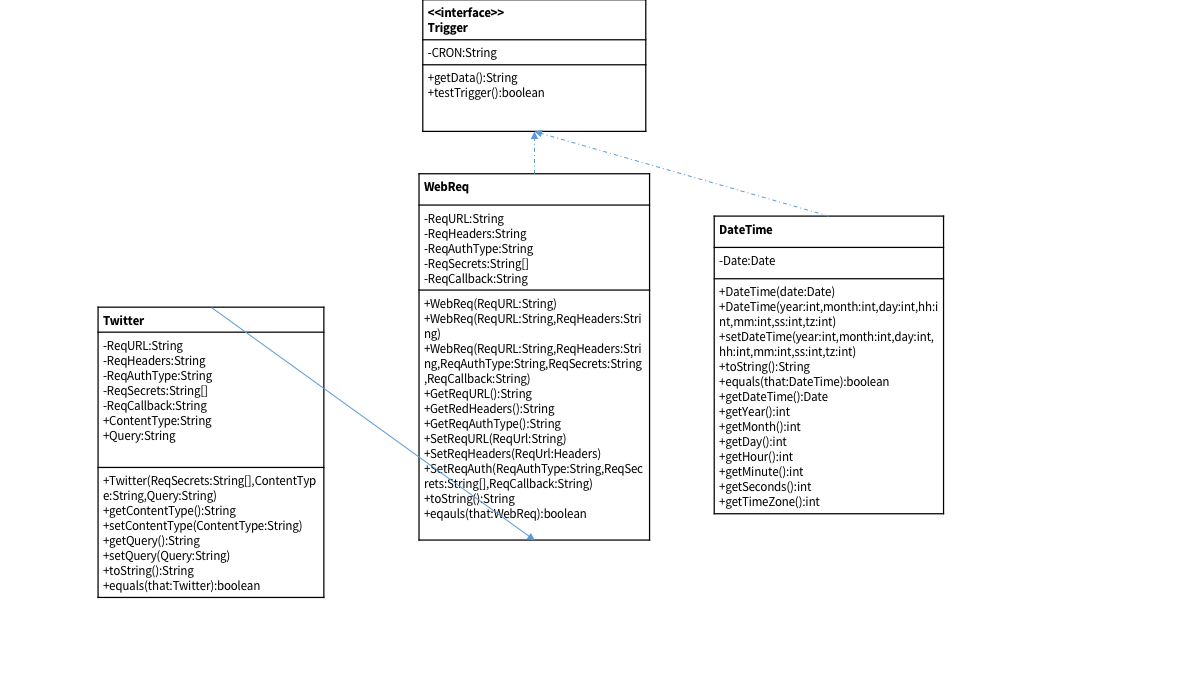 <<interface>>
Trigger
-CRON:String
+getData():String
+testTrigger():boolean
WebReq
-ReqURL:String
-ReqHeaders:String
-ReqAuthType:String
-ReqSecrets:String[]
-ReqCallback:String
+WebReq(ReqURL:String)
+WebReq(ReqURL:String,ReqHeaders:Stri
ng)
+WebReq(ReqURL:String,ReqHeaders:Stri
ng,ReqAuthType:String,ReqSecrets:String
,ReqCallback:String)
+GetReqURL():String
+GetRedHeaders():String
+GetReqAuthType():String
+SetReqURL(ReqUrl:String)
+SetReqHeaders(ReqUrl:Headers)
+SetReqAuth(ReqAuthType:String,ReqSec
rets:String[],ReqCallback:String)
+toString():String
+eqauls(that:WebReq):boolean
DateTime
-Date:Date
+DateTime(date:Date)
+DateTime(year:int,month:int,day:int,hh:i
nt,mm:int,ss:int,tz:int)
+setDateTime(year:int,month:int,day:int,
hh:int,mm:int,ss:int,tz:int)
+toString():String
+equals(that:DateTime):boolean
+getDateTime():Date
+getYear():int
+getMonth():int
+getDay():int
+getHour():int
+getMinute():int
+getSeconds():int
+getTimeZone():int
Twitter
-ReqURL:String
-ReqHeaders:String
-ReqAuthType:String
-ReqSecrets:String[]
-ReqCallback:String
+ContentType:String
+Query:String
+Twitter(ReqSecrets:String[],ContentTyp
e:String,Query:String)
+getContentType():String
+setContentType(ContentType:String)
+getQuery():String
+setQuery(Query:String)
+toString():String
+equals(that:Twitter):boolean